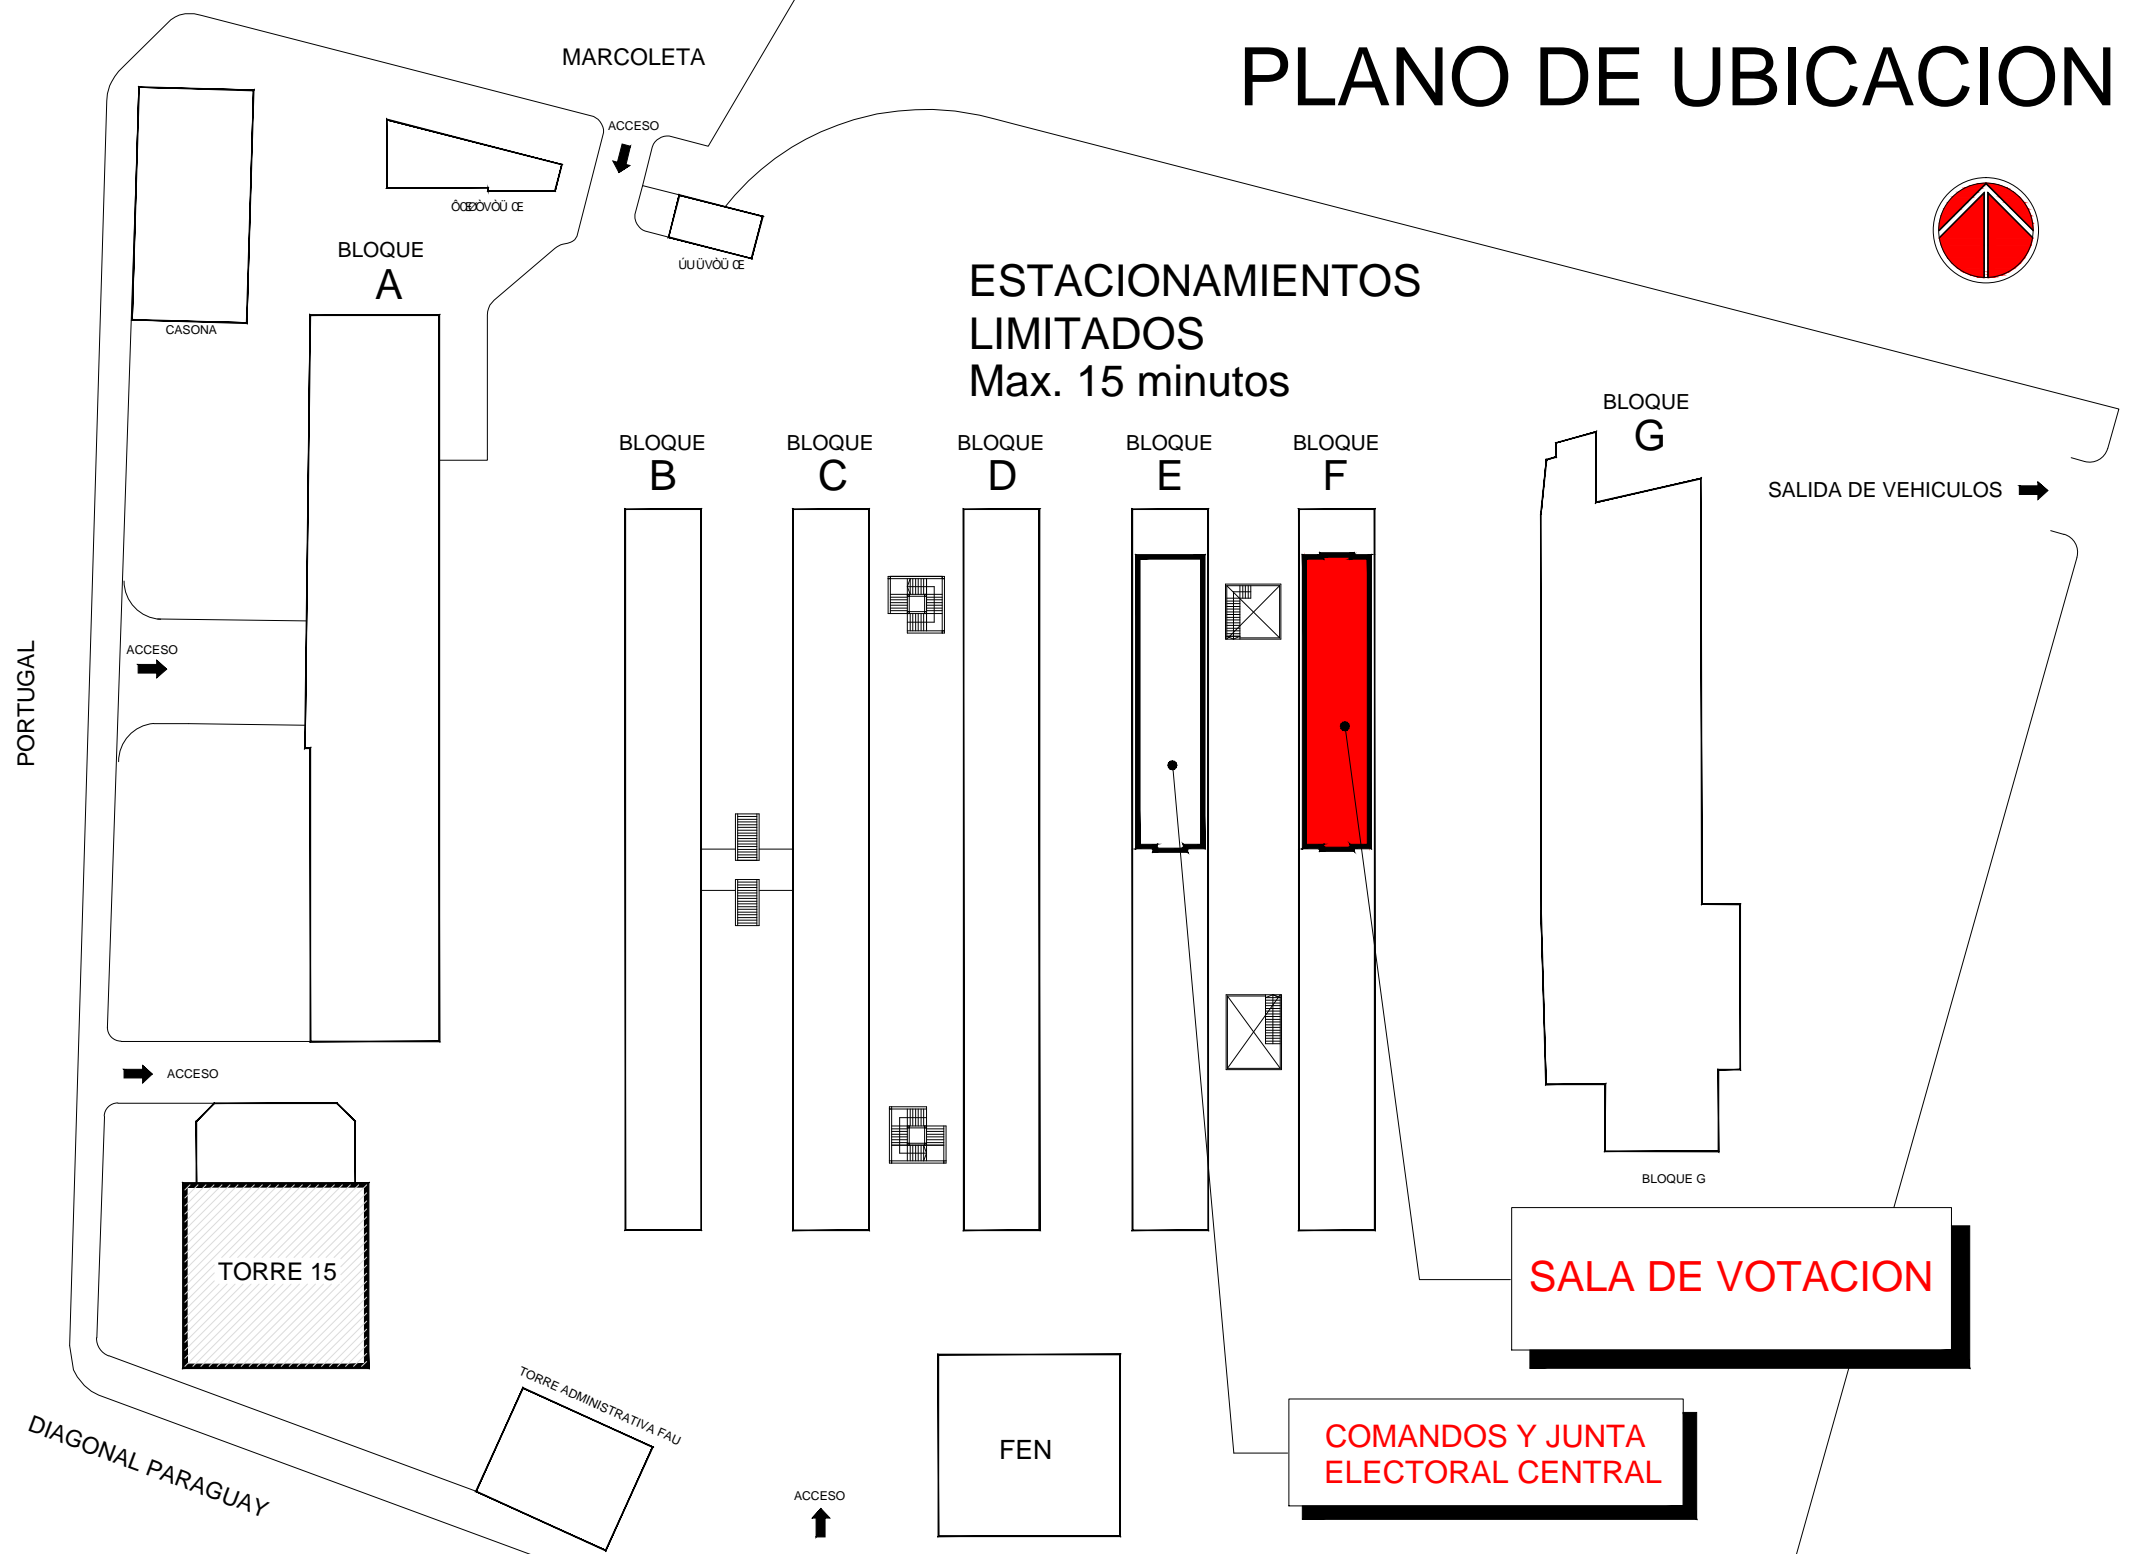 PLANO DE UBICACION
MARCOLETA
ACCESO
BLOQUE
A
CASONA
ESTACIONAMIENTOS
LIMITADOS
Max. 15 minutos
BLOQUE
B
BLOQUE
C
BLOQUE
D
BLOQUE
E
BLOQUE
F
BLOQUE
G
SALIDA DE VEHICULOS
PORTUGAL
ACCESO
ACCESO
TORRE 15
BLOQUE G
SALA DE VOTACION
TORRE ADMINISTRATIVA FAU
DIAGONAL PARAGUAY
FEN
COMANDOS Y JUNTA
ELECTORAL CENTRAL
ACCESO